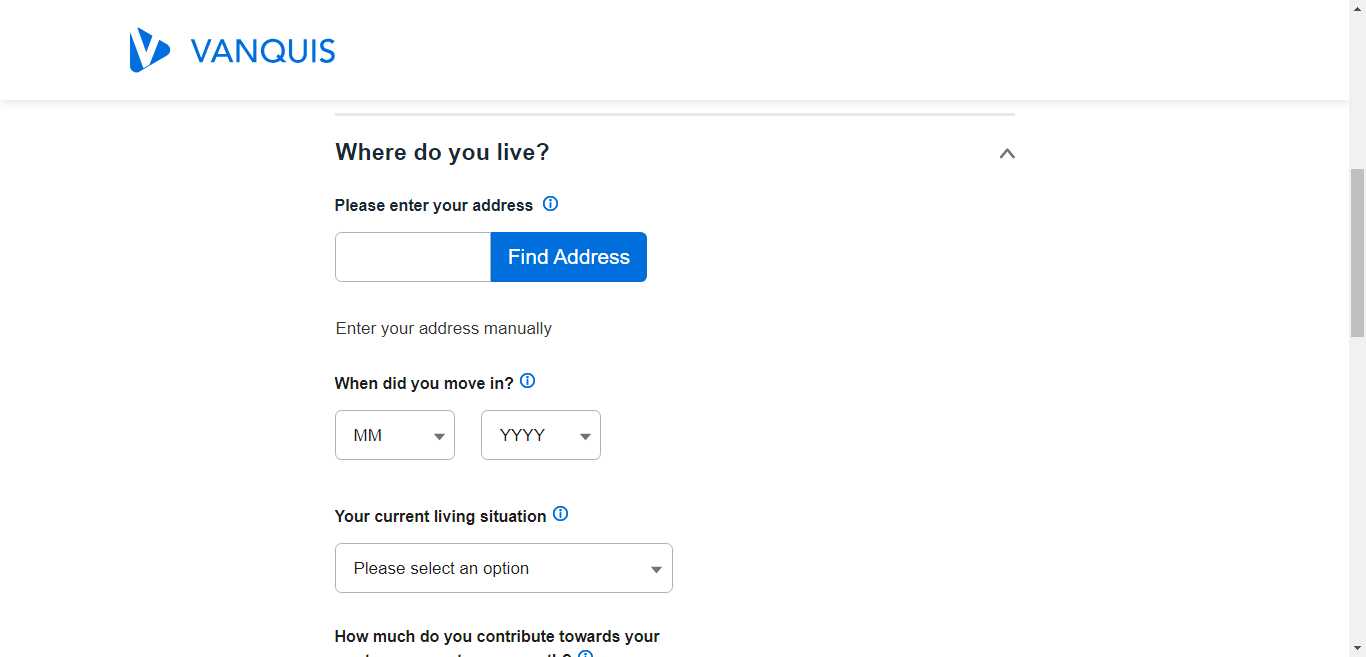 VANQUIS
Where do you live?
Please enter your address
Find Address
Enter your address manually
When did you move in?
MM
YYYY
Your current living situation
Please select an option
How much do you contribute towards your